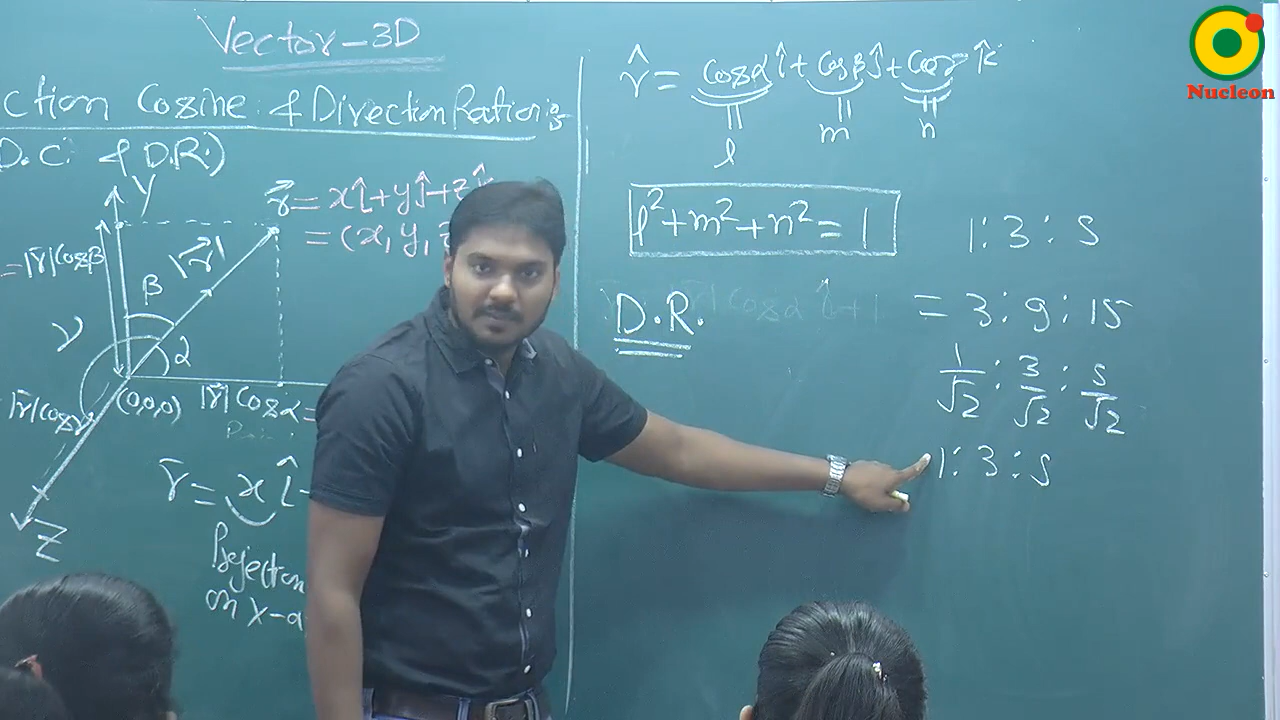 Vector-3D
ction Cosine & Direction Ratio's
D.C. & D.R.)
Y
r⃗ = xî+yĵ+zk̂
= (x, y, z
=|r|cosβ
β
|r⃗|
γ
α
|r̄|cosγ
(0,0,0)
|r̄|cosα=
r̄ = xî
Z
Projection
on X-a
r̂ = cosα î + cosβ ĵ + cosγ k̂
l m n
l²+m²+n² = 1
D.R.
1:3:5
= 3:9:15
1/√2 : 3/√2 : 5/√2
1:3:5
Nucleon